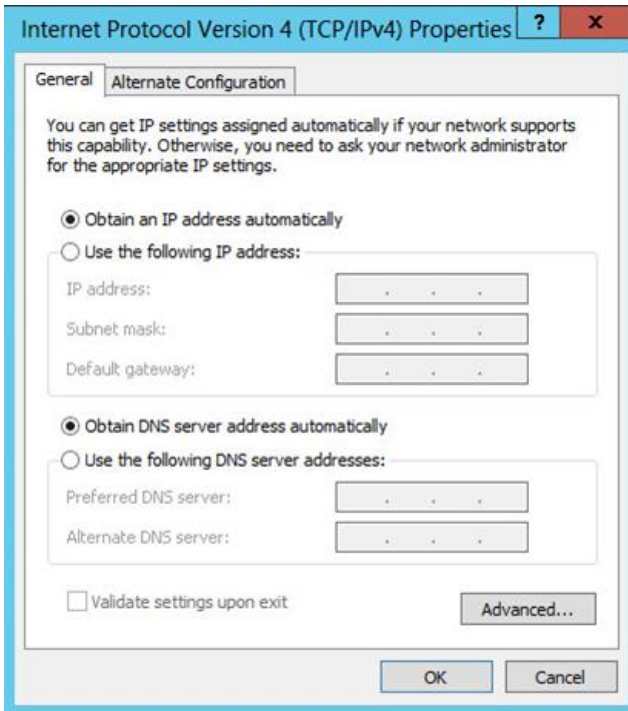 Internet Protocol Version 4 (TCP/IPv4) Properties ? x
General Alternate Configuration
You can get IP settings assigned automatically if your network supports
this capability. Otherwise, you need to ask your network administrator
for the appropriate IP settings.
Obtain an IP address automatically
Use the following IP address:
IP address: . . .
Subnet mask: . . .
Default gateway: . . .
Obtain DNS server address automatically
Use the following DNS server addresses:
Preferred DNS server: . . .
Alternate DNS server: . . .
Validate settings upon exit
Advanced...
OK Cancel